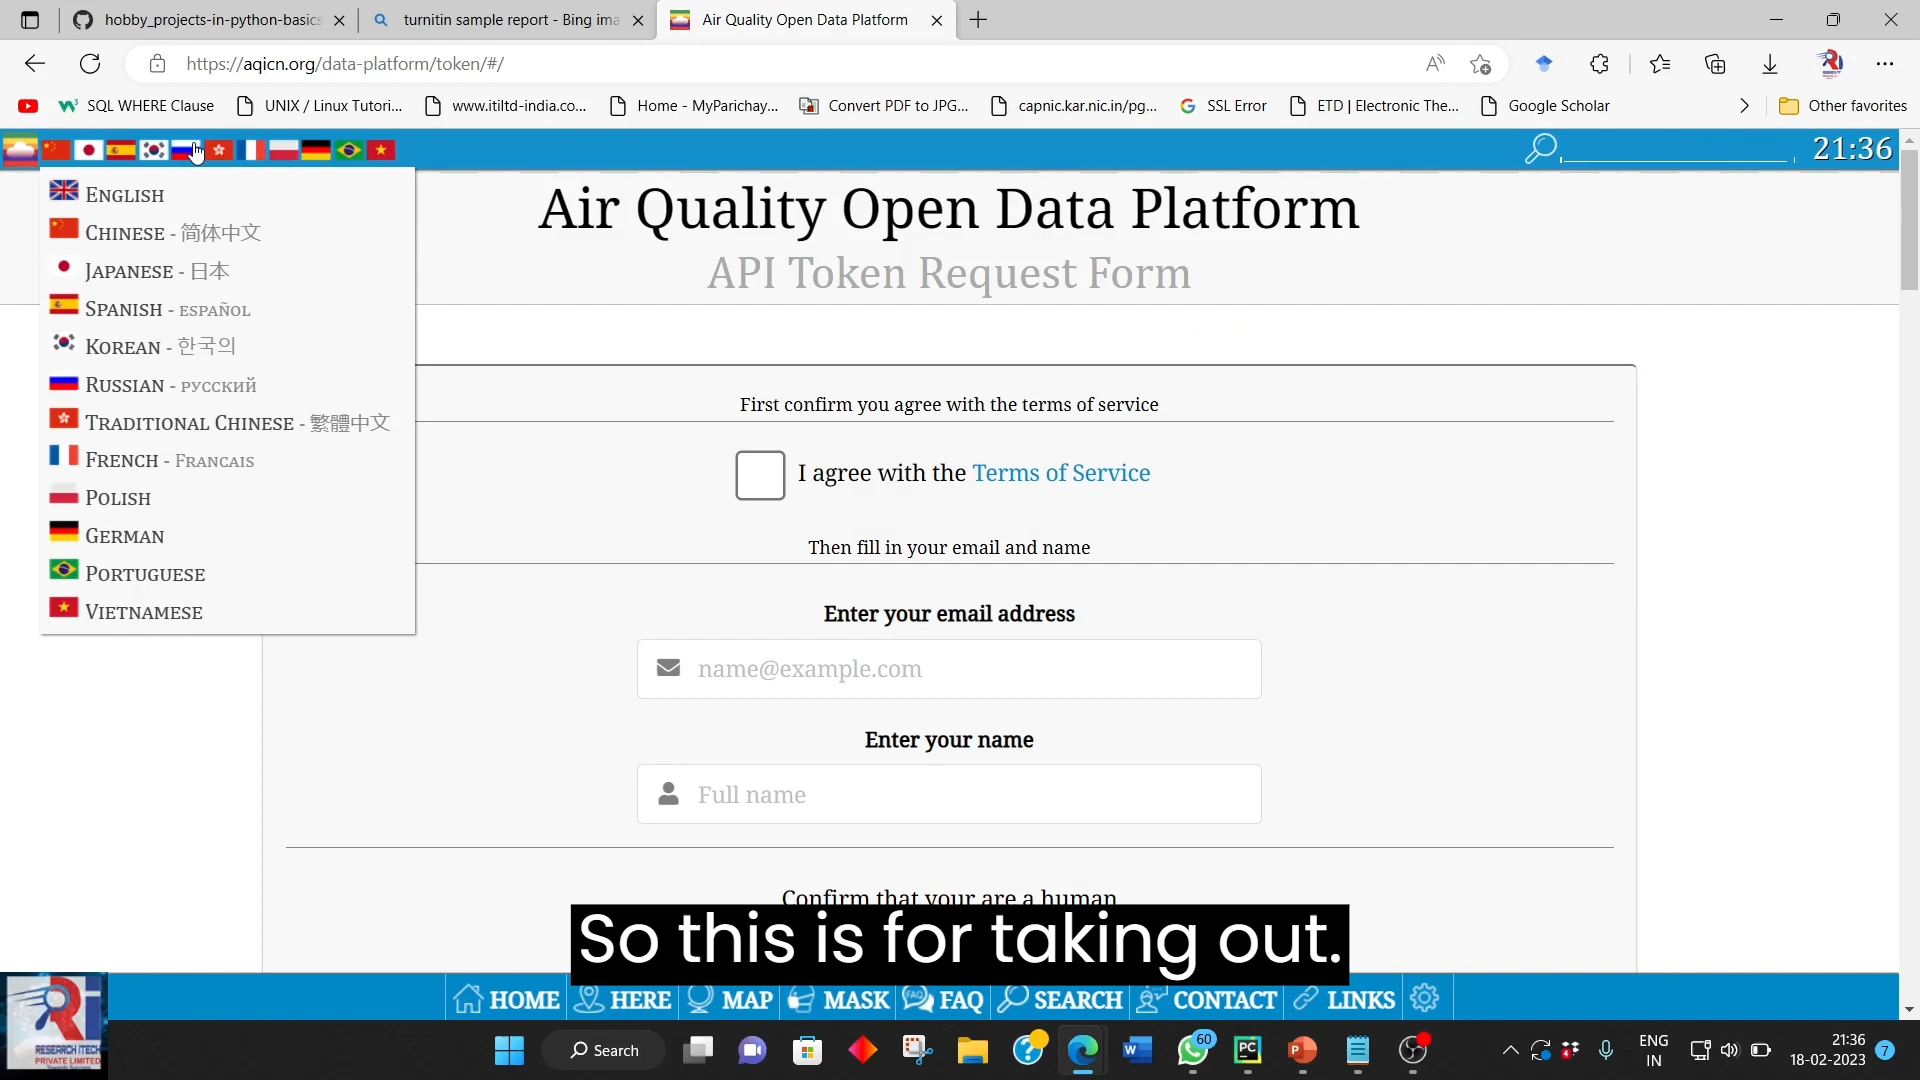 hobby_projects-in-python-basics
turnitin sample report - Bing ima
Air Quality Open Data Platform
https://aqicn.org/data-platform/token/#/
SQL WHERE Clause
UNIX / Linux Tutori...
www.itiltd-india.co...
Home - MyParichay...
Convert PDF to JPG...
capnic.kar.nic.in/pg...
SSL Error
ETD | Electronic The...
Google Scholar
Other favorites
21:36
ENGLISH
CHINESE - 简体中文
JAPANESE - 日本
SPANISH - ESPAÑOL
KOREAN - 한국의
RUSSIAN - РУССКИЙ
TRADITIONAL CHINESE - 繁體中文
FRENCH - FRANCAIS
POLISH
GERMAN
PORTUGUESE
VIETNAMESE
Air Quality Open Data Platform
API Token Request Form
First confirm you agree with the terms of service
I agree with the Terms of Service
Then fill in your email and name
Enter your email address
name@example.com
Enter your name
Full name
Confirm that your are a human
So this is for taking out.
HOME HERE MAP MASK FAQ SEARCH CONTACT LINKS
RESEARCH ITECH
PRIVATE LIMITED
Search
60
ENG
IN
21:36
18-02-2023
7